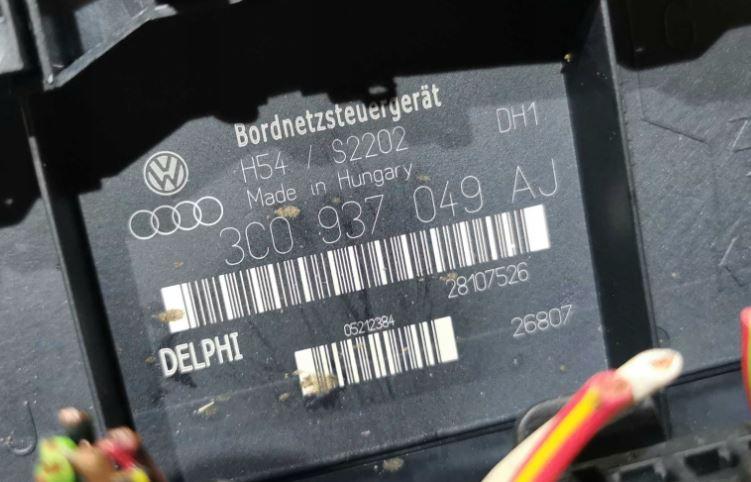 Bordnetzsteuergerät
H54 / S2202 DH1
Made in Hungary
3C0 937 049 AJ
28107526
DELPHI 05212384 26807